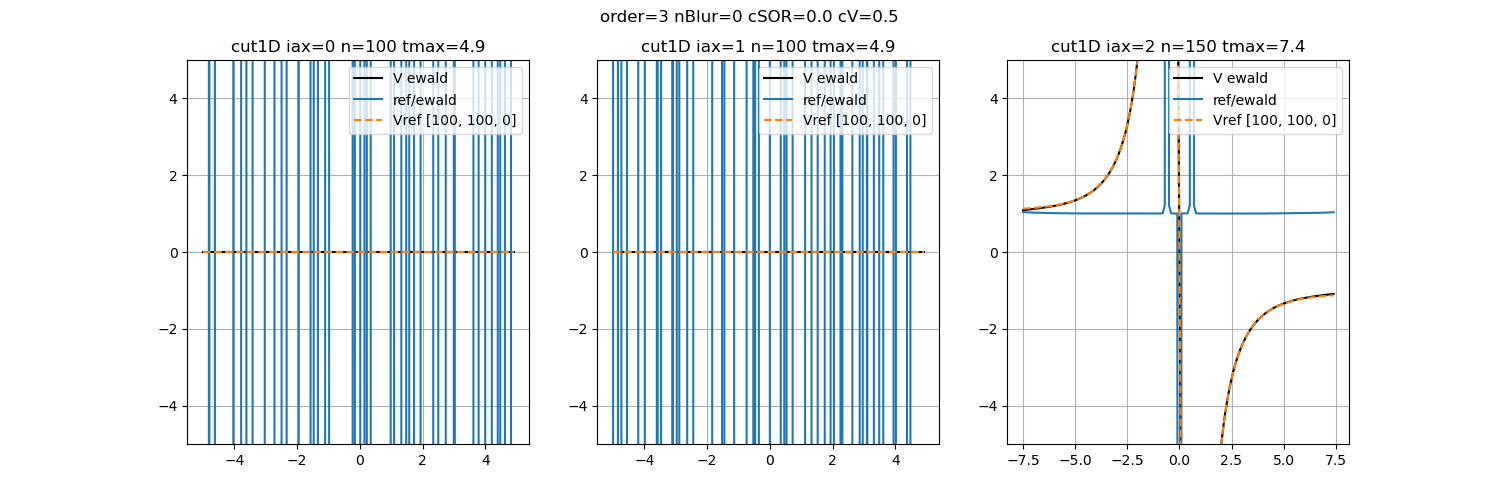 order=3 nBlur=0 cSOR=0.0 cV=0.5
cut1D iax=0 n=100 tmax=4.9
V ewald
ref/ewald
Vref [100, 100, 0]
4
2
0
−2
−4
−4 −2 0 2 4
cut1D iax=1 n=100 tmax=4.9
V ewald
ref/ewald
Vref [100, 100, 0]
4
2
0
−2
−4
−4 −2 0 2 4
cut1D iax=2 n=150 tmax=7.4
V ewald
ref/ewald
Vref [100, 100, 0]
4
2
0
−2
−4
−7.5 −5.0 −2.5 0.0 2.5 5.0 7.5